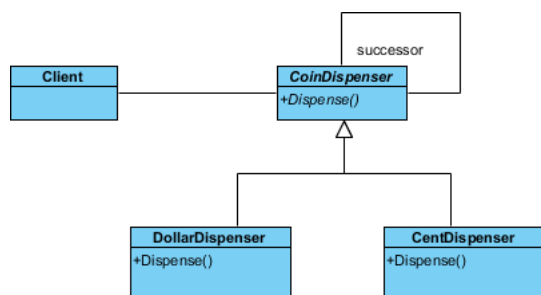 successor
Client
CoinDispenser
+Dispense()
DollarDispenser
+Dispense()
CentDispenser
+Dispense()